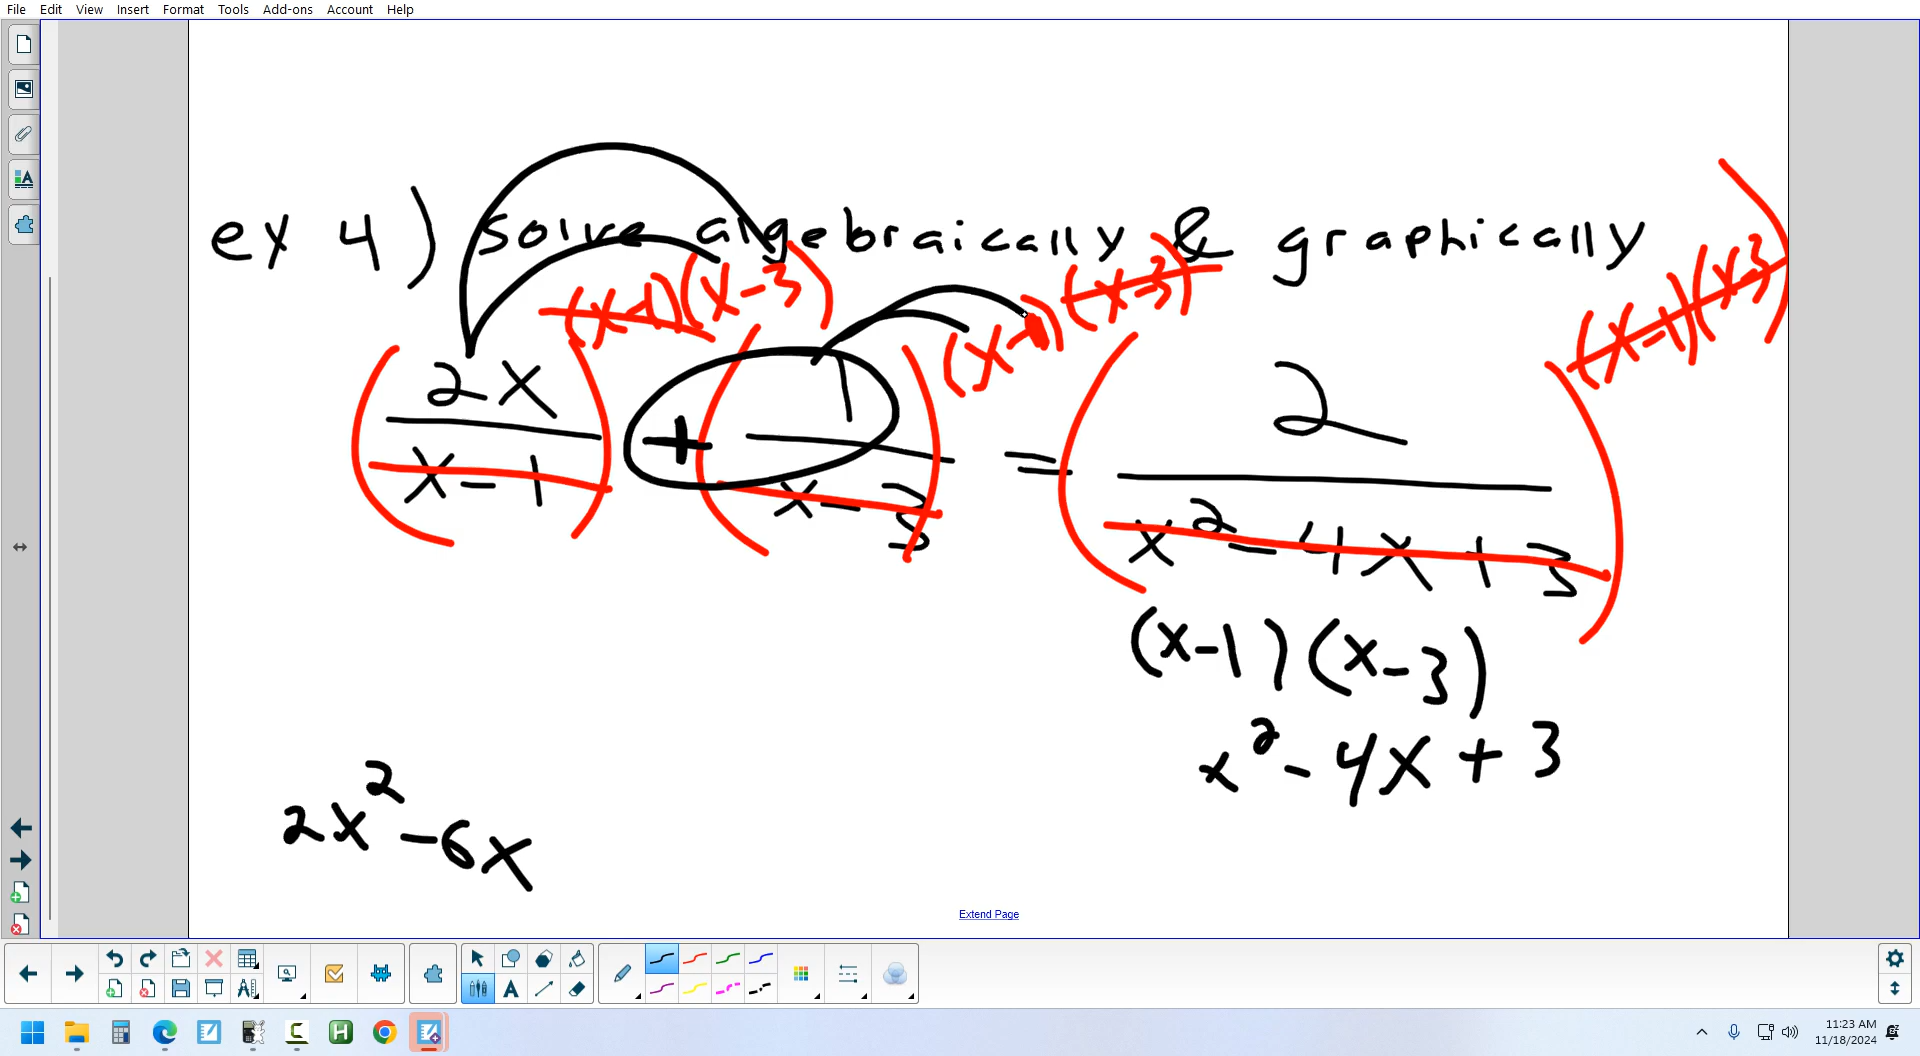 File Edit View Insert Format Tools Add-ons Account Help
ex 4) solve algebraically & graphically
(x-1)(x-3) (x-1)(x-3) (x-1)(x-3)
(2x/(x-1)) + (1/(x-3)) = (2/(x²-4x+3))
(x-1)(x-3)
x²-4x+3
2x²-6x
Extend Page
11:23 AM
11/18/2024